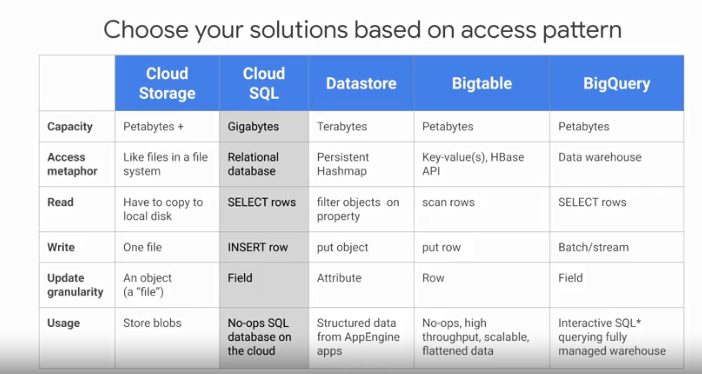 Choose your solutions based on access pattern
Cloud Storage Cloud SQL Datastore Bigtable BigQuery
Capacity Petabytes + Gigabytes Terabytes Petabytes Petabytes
Access metaphor Like files in a file system Relational database Persistent Hashmap Key-value(s), HBase API Data warehouse
Read Have to copy to local disk SELECT rows filter objects on property scan rows SELECT rows
Write One file INSERT row put object put row Batch/stream
Update granularity An object (a “file”) Field Attribute Row Field
Usage Store blobs No-ops SQL database on the cloud Structured data from AppEngine apps No-ops, high throughput, scalable, flattened data Interactive SQL* querying fully managed warehouse